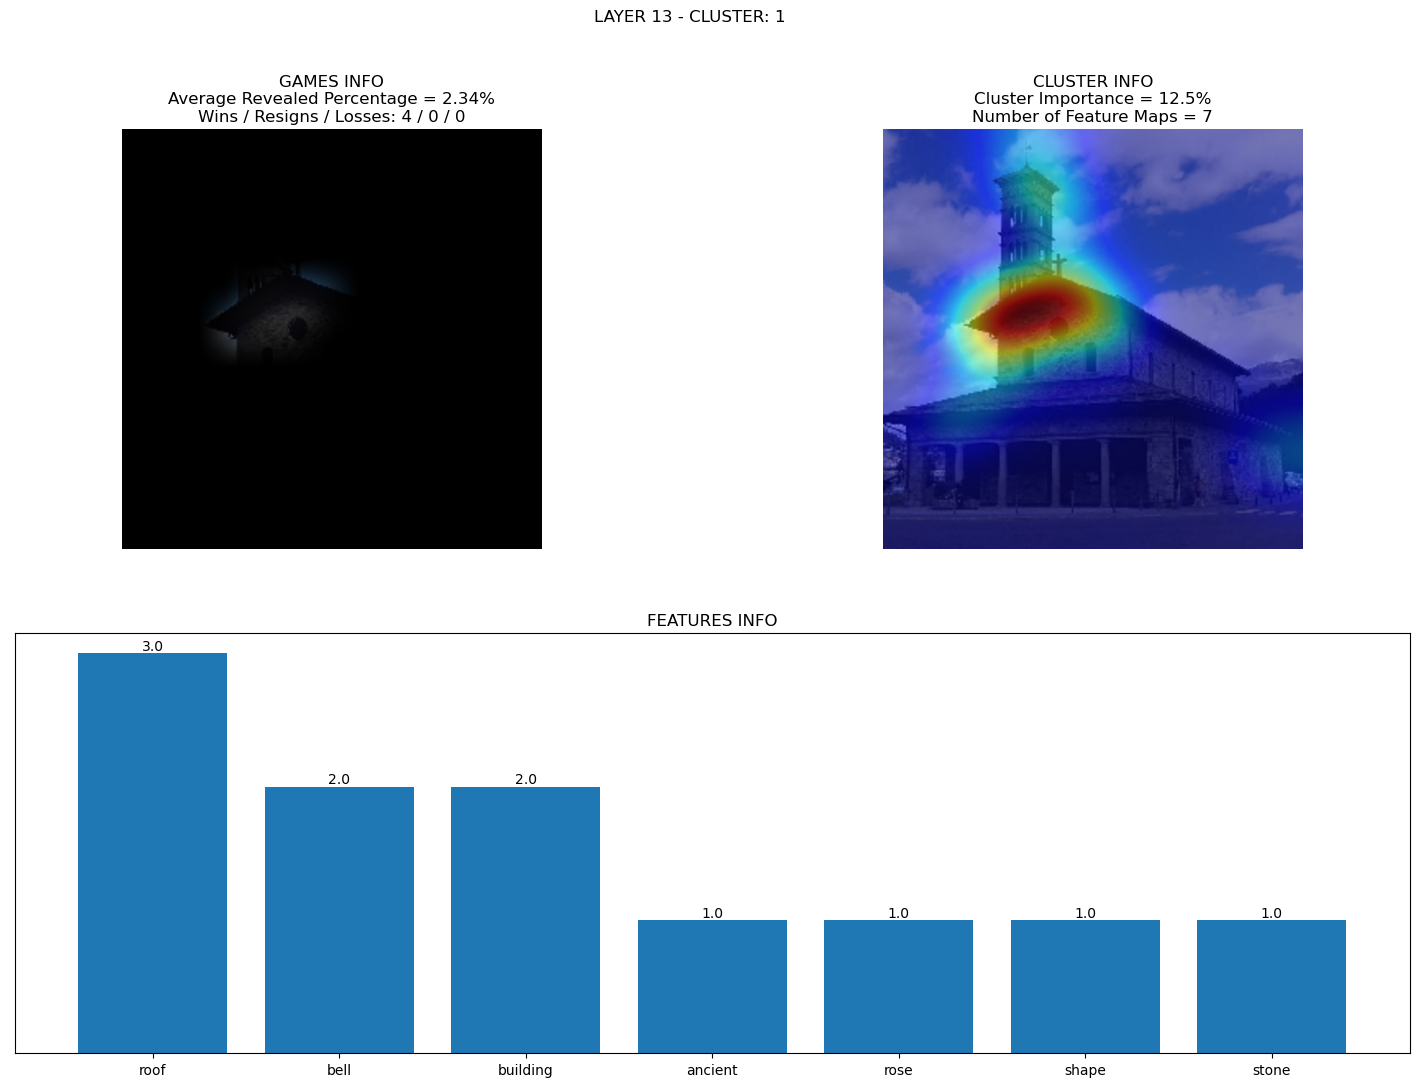 LAYER 13 - CLUSTER: 1
GAMES INFO
Average Revealed Percentage = 2.34%
Wins / Resigns / Losses: 4 / 0 / 0
CLUSTER INFO
Cluster Importance = 12.5%
Number of Feature Maps = 7
FEATURES INFO
3.0
2.0
2.0
1.0
1.0
1.0
1.0
roof
bell
building
ancient
rose
shape
stone